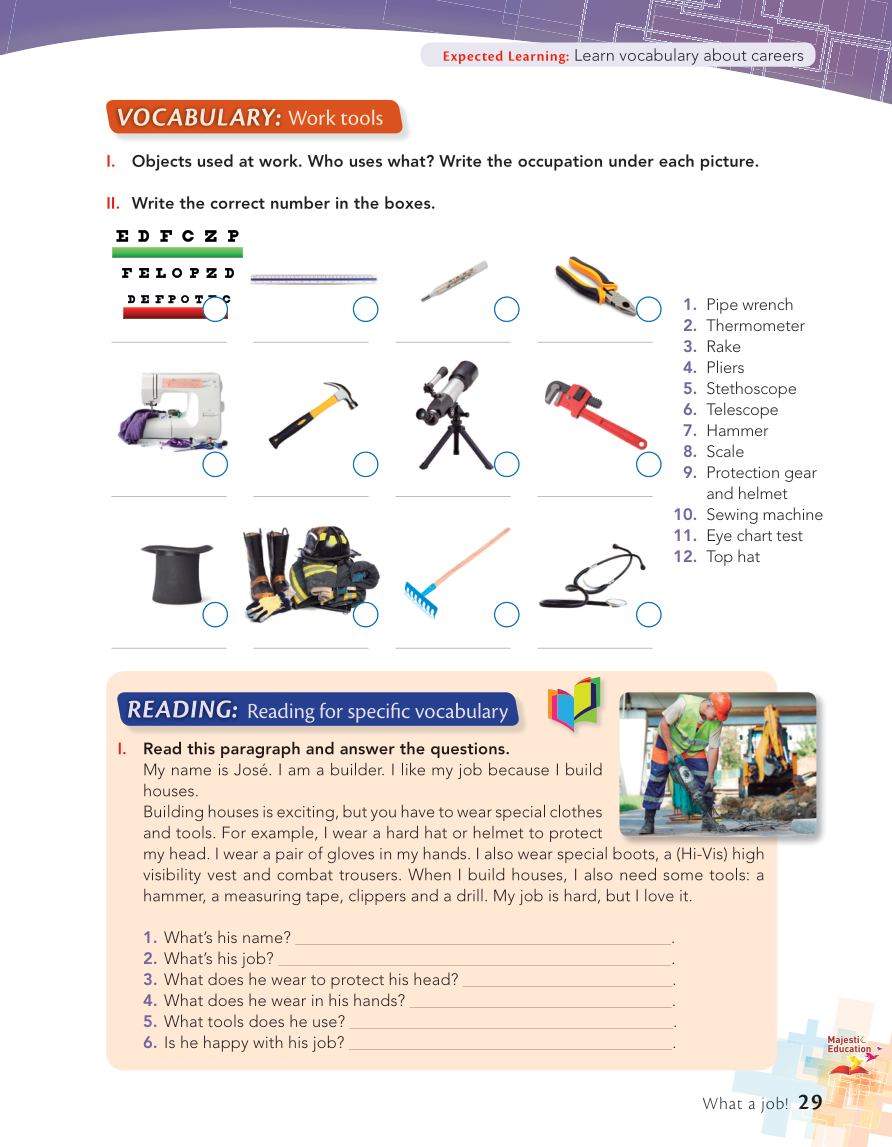 Expected Learning: Learn vocabulary about careers
VOCABULARY: Work tools
I. Objects used at work. Who uses what? Write the occupation under each picture.
II. Write the correct number in the boxes.
E D F C Z P
F E L O P Z D
D E F P O T E C
1. Pipe wrench
2. Thermometer
3. Rake
4. Pliers
5. Stethoscope
6. Telescope
7. Hammer
8. Scale
9. Protection gear
and helmet
10. Sewing machine
11. Eye chart test
12. Top hat
READING: Reading for specific vocabulary
I. Read this paragraph and answer the questions.
My name is José. I am a builder. I like my job because I build
houses.
Building houses is exciting, but you have to wear special clothes
and tools. For example, I wear a hard hat or helmet to protect
my head. I wear a pair of gloves in my hands. I also wear special boots, a (Hi-Vis) high
visibility vest and combat trousers. When I build houses, I also need some tools: a
hammer, a measuring tape, clippers and a drill. My job is hard, but I love it.
1. What's his name? .
2. What's his job? .
3. What does he wear to protect his head? .
4. What does he wear in his hands? .
5. What tools does he use? .
6. Is he happy with his job? .
Majestic
Education
What a job! 29